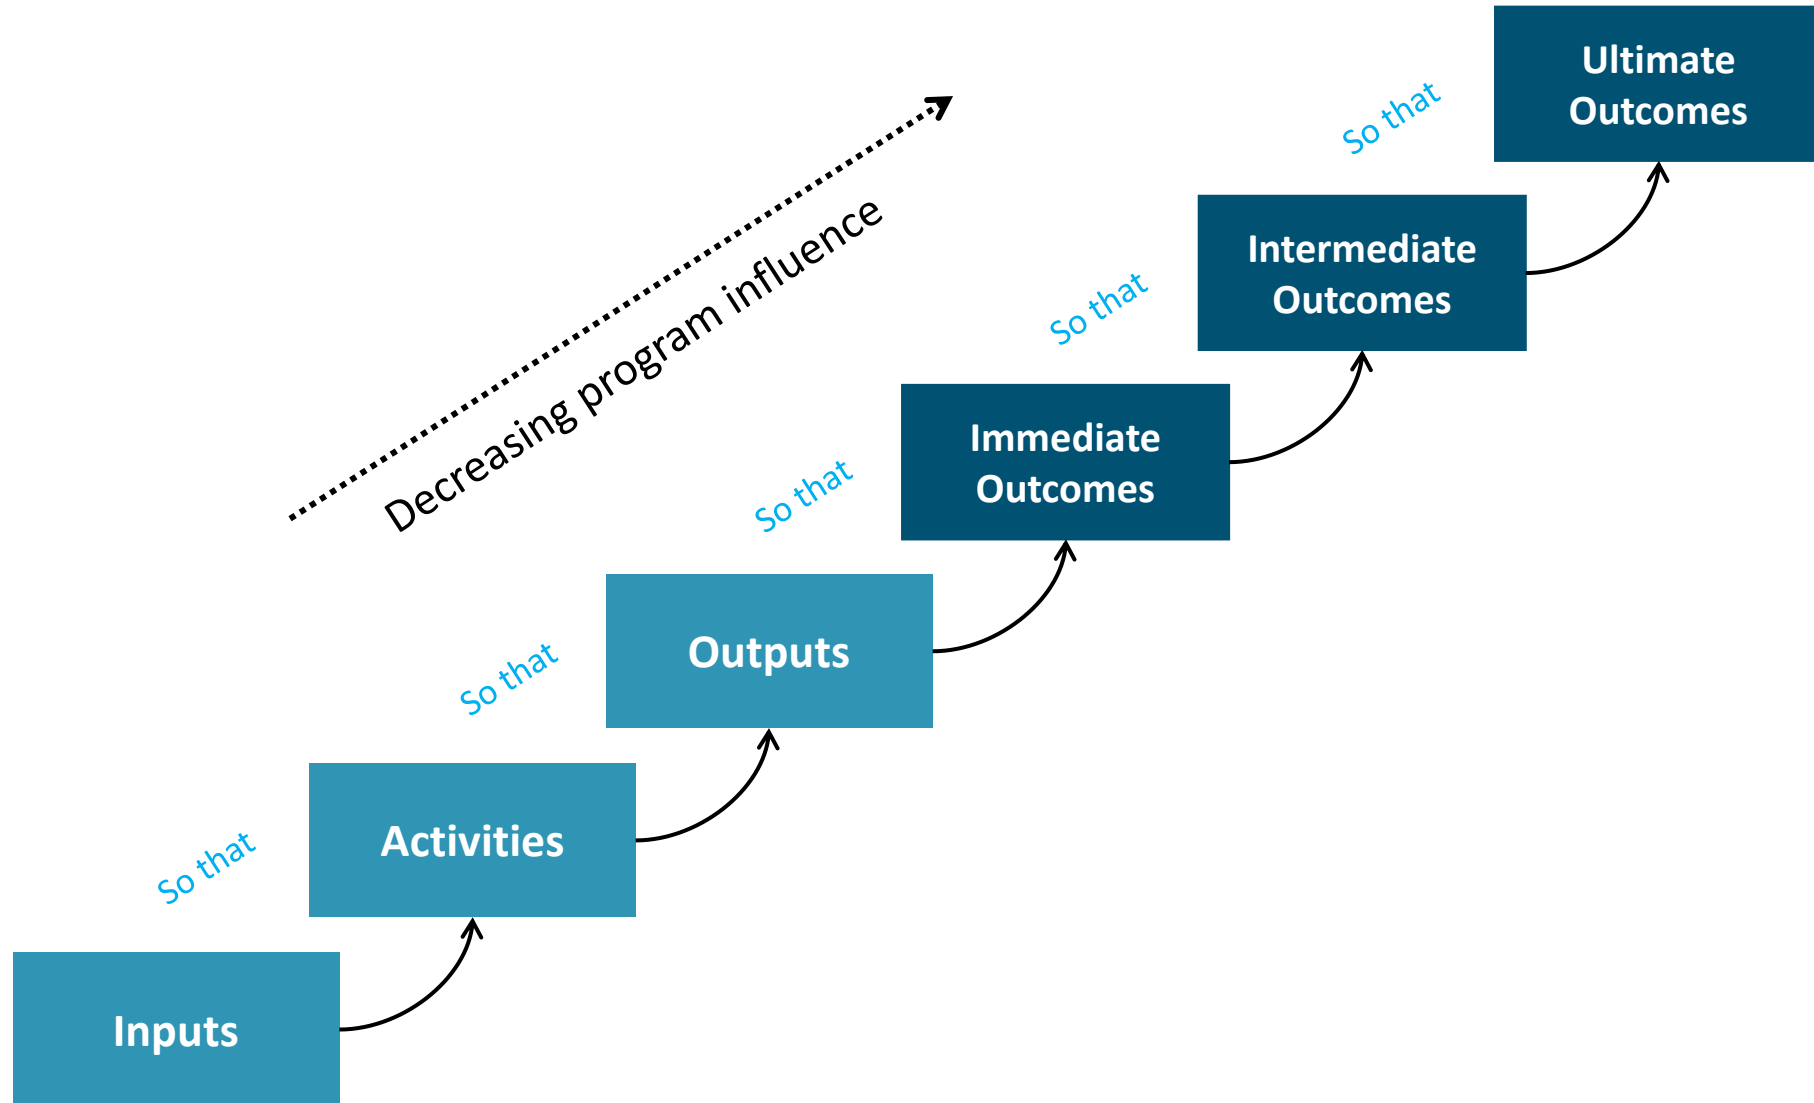 Ultimate
Outcomes
So that
Intermediate
Outcomes
So that
Decreasing program influence
Immediate
Outcomes
So that
Outputs
So that
Activities
So that
Inputs